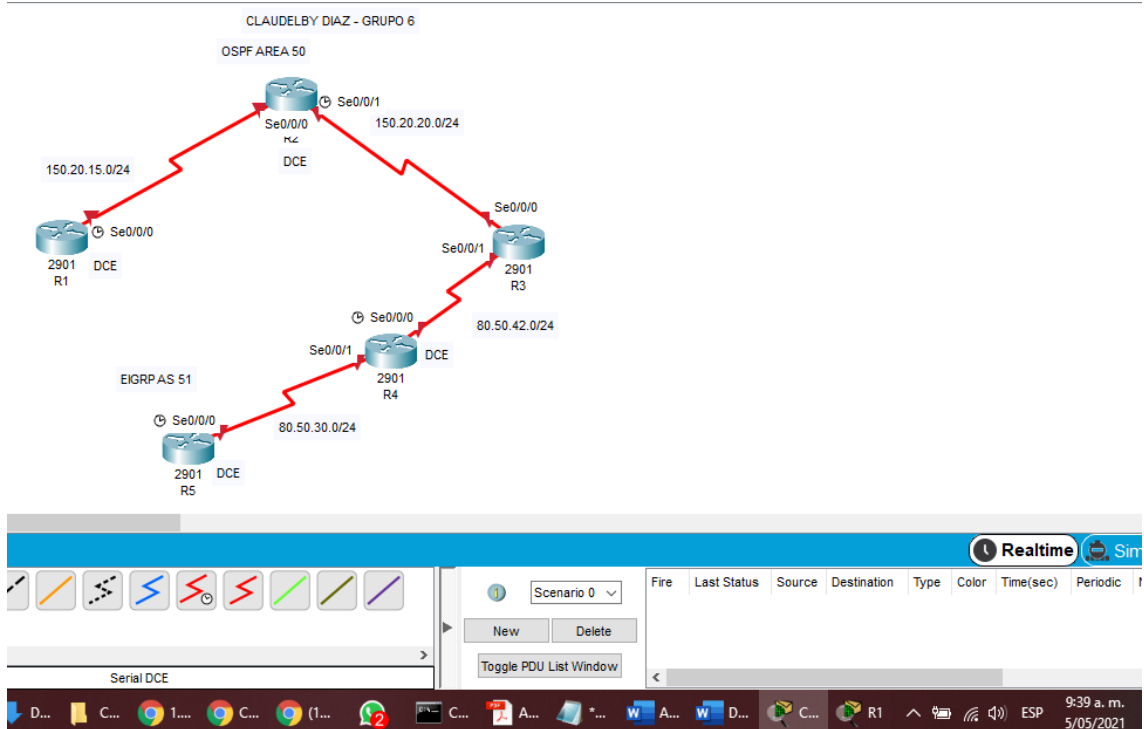 CLAUDELBY DIAZ - GRUPO 6
OSPF AREA 50
Se0/0/1
Se0/0/0
R2
150.20.20.0/24
DCE
150.20.15.0/24
Se0/0/0
Se0/0/0
2901
DCE
R1
Se0/0/1
2901
R3
Se0/0/0
80.50.42.0/24
Se0/0/1
DCE
2901
R4
EIGRP AS 51
Se0/0/0
80.50.30.0/24
2901
DCE
R5
Realtime
Sim
Scenario 0
Fire Last Status Source Destination Type Color Time(sec) Periodic N
New Delete
Toggle PDU List Window
Serial DCE
D... C... 1.... C... (1... 2 C... A... *... A... D... C... R1 ESP
9:39 a. m.
5/05/2021